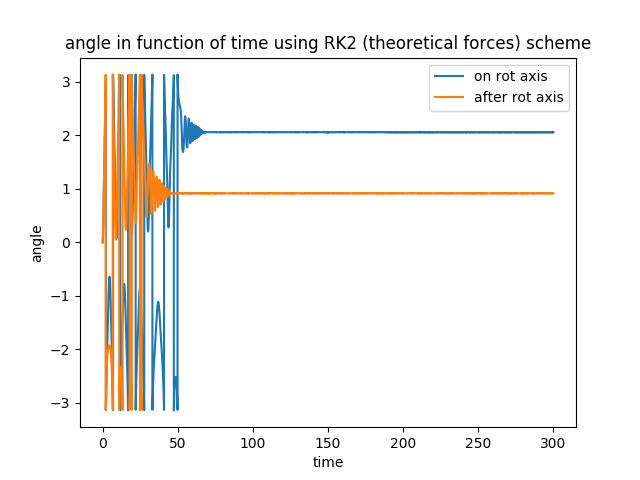 angle in function of time using RK2 (theoretical forces) scheme
on rot axis
after rot axis
3
2
1
0
−1
−2
−3
angle
0
50
100
150
200
250
300
time